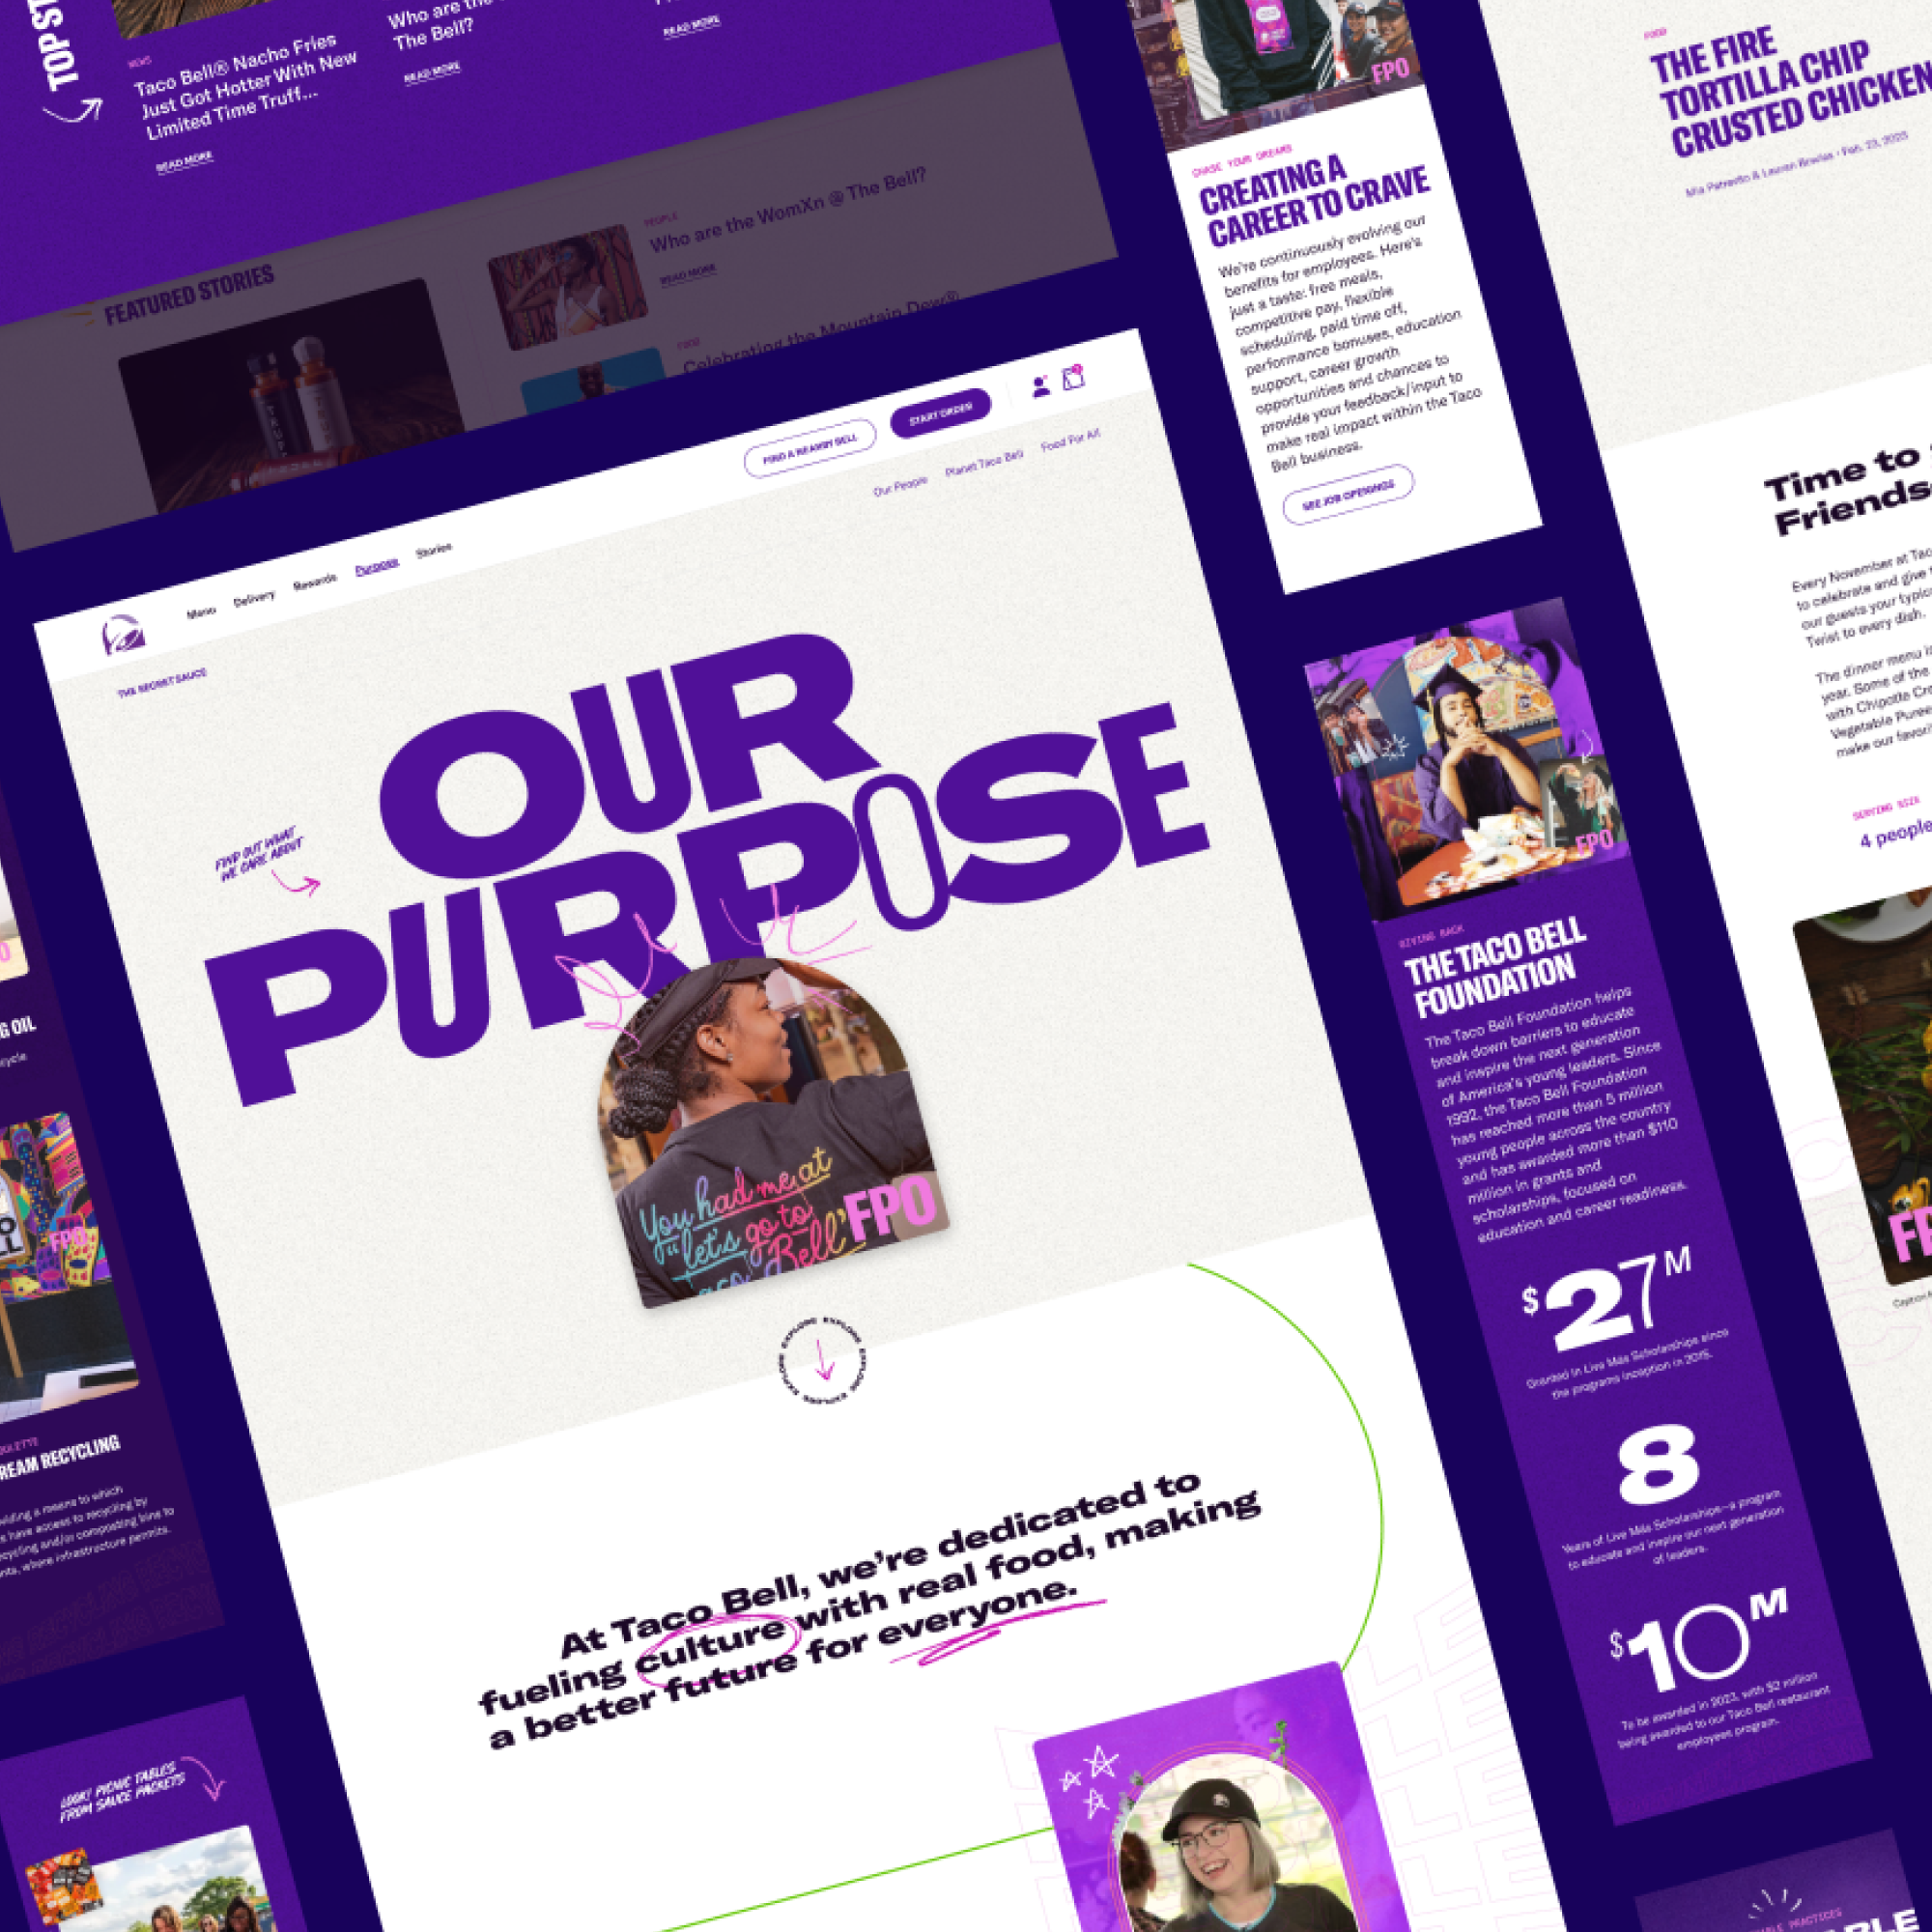 TOP ST
NEWS
Taco Bell® Nacho Fries
Just Got Hotter With New
Limited Time Truff...
READ MORE
Who are the
The Bell?
READ MORE
READ MORE
FEATURED STORIES
PEOPLE
Who are the WomXn @ The Bell?
READ MORE
FOOD
Celebrating the Mountain Dew®
FPO
CHASE YOUR DREAMS
CREATING A
CAREER TO CRAVE
We're continuously evolving our
benefits for employees. Here's
just a taste: free meals,
competitive pay, flexible
scheduling, paid time off,
performance bonuses, education
support, career growth
opportunities and chances to
provide your feedback/input to
make real impact within the Taco
Bell business.
SEE JOB OPENINGS
FOOD
THE FIRE
TORTILLA CHIP
CRUSTED CHICKEN
Mia Petrevito & Lauren Brevias • Feb. 23, 2023
Time to
Friends
Every November at Tac
to celebrate and give t
our guests your typica
Twist to every dish.
The dinner menu i
year. Some of the
with Chipotle Cre
Vegetable Puree
make our favori
SERVING SIZE
4 people
FP
Caption
Menu
Delivery
Rewards
Purpose
Stories
FIND A NEARBY BELL
START ORDER
Our People
Planet Taco Bell
Food For All
THE SECRET SAUCE
OUR
PURPOSE
FIND OUT WHAT
WE CARE ABOUT
You had me at
"let's go to
Taco Bell"
FPO
EXPLORE EXPLORE EXPLORE EXPLORE EXPLORE
At Taco Bell, we're dedicated to
fueling culture with real food, making
a better future for everyone.
FPO
GIVING BACK
THE TACO BELL
FOUNDATION
The Taco Bell Foundation helps
break down barriers to educate
and inspire the next generation
of America's young leaders. Since
1992, the Taco Bell Foundation
has reached more than 5 million
young people across the country
and has awarded more than $110
million in grants and
scholarships, focused on
education and career readiness.
$27M
Granted in Live Más Scholarships since
the programs inception in 2015.
8
Years of Live Más Scholarships—a program
to educate and inspire our next generation
of leaders.
$10M
To be awarded in 2023, with $2 million
being awarded to our Taco Bell restaurant
employees program.
G OIL
cycle
FPO
REAM RECYCLING
viding a means to which
s have access to recycling by
ecycling and/or composting bins to
nts, where infrastructure permits.
LOOK! PICNIC TABLES
FROM SAUCE PACKETS
ABLE PRACTICES
ABLE